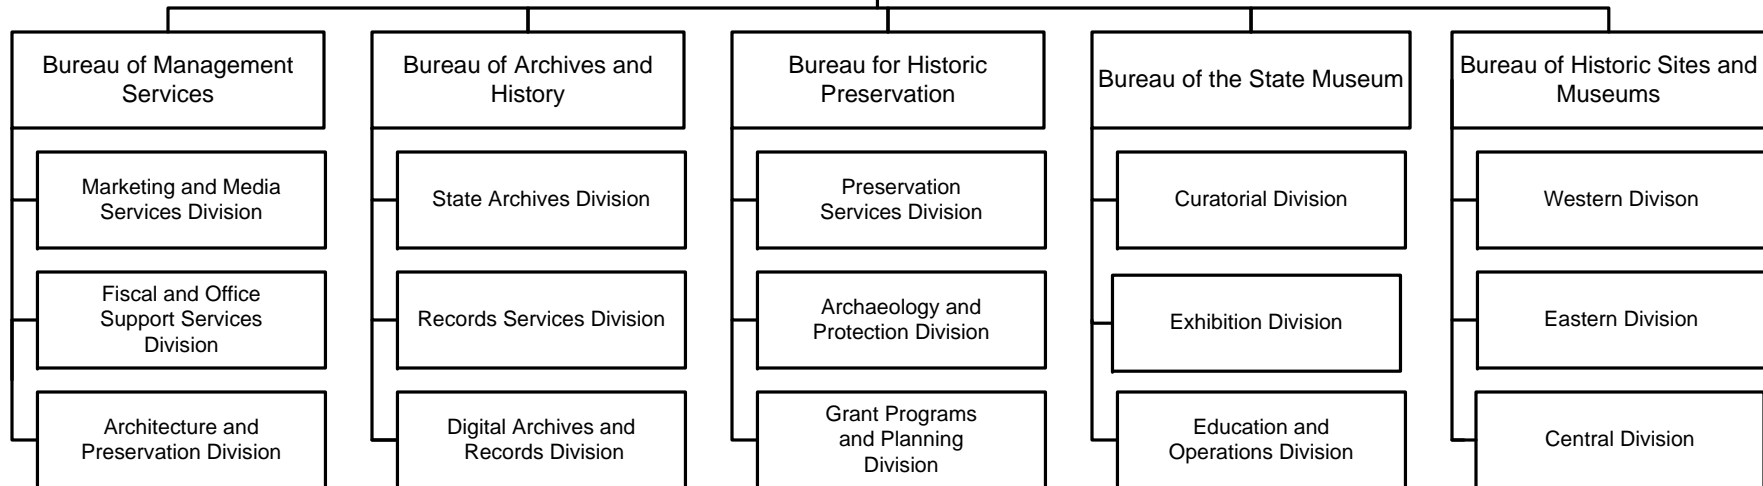 Bureau of Management
Services
Bureau of Archives and
History
Bureau for Historic
Preservation
Bureau of the State Museum
Bureau of Historic Sites and
Museums
Marketing and Media
Services Division
State Archives Division
Preservation
Services Division
Curatorial Division
Western Divison
Fiscal and Office
Support Services
Division
Records Services Division
Archaeology and
Protection Division
Exhibition Division
Eastern Division
Architecture and
Preservation Division
Digital Archives and
Records Division
Grant Programs
and Planning
Division
Education and
Operations Division
Central Division